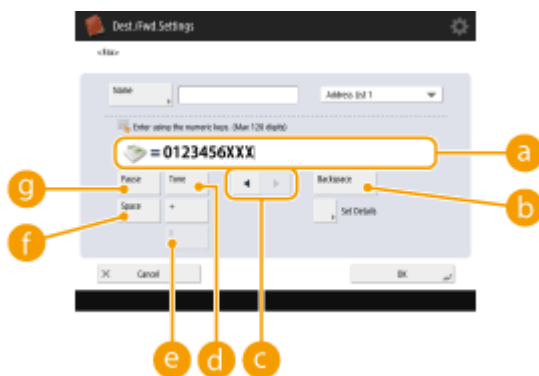 Dest./Fwd. Settings
<Fax>
Name
Address List 1
Enter using the numeric keys. (Max 120 digits)
= 0123456XXX
a
Pause
Tone
Backspace
g
b
Space
+
Set Details
f
Cancel
OK
e
d
c